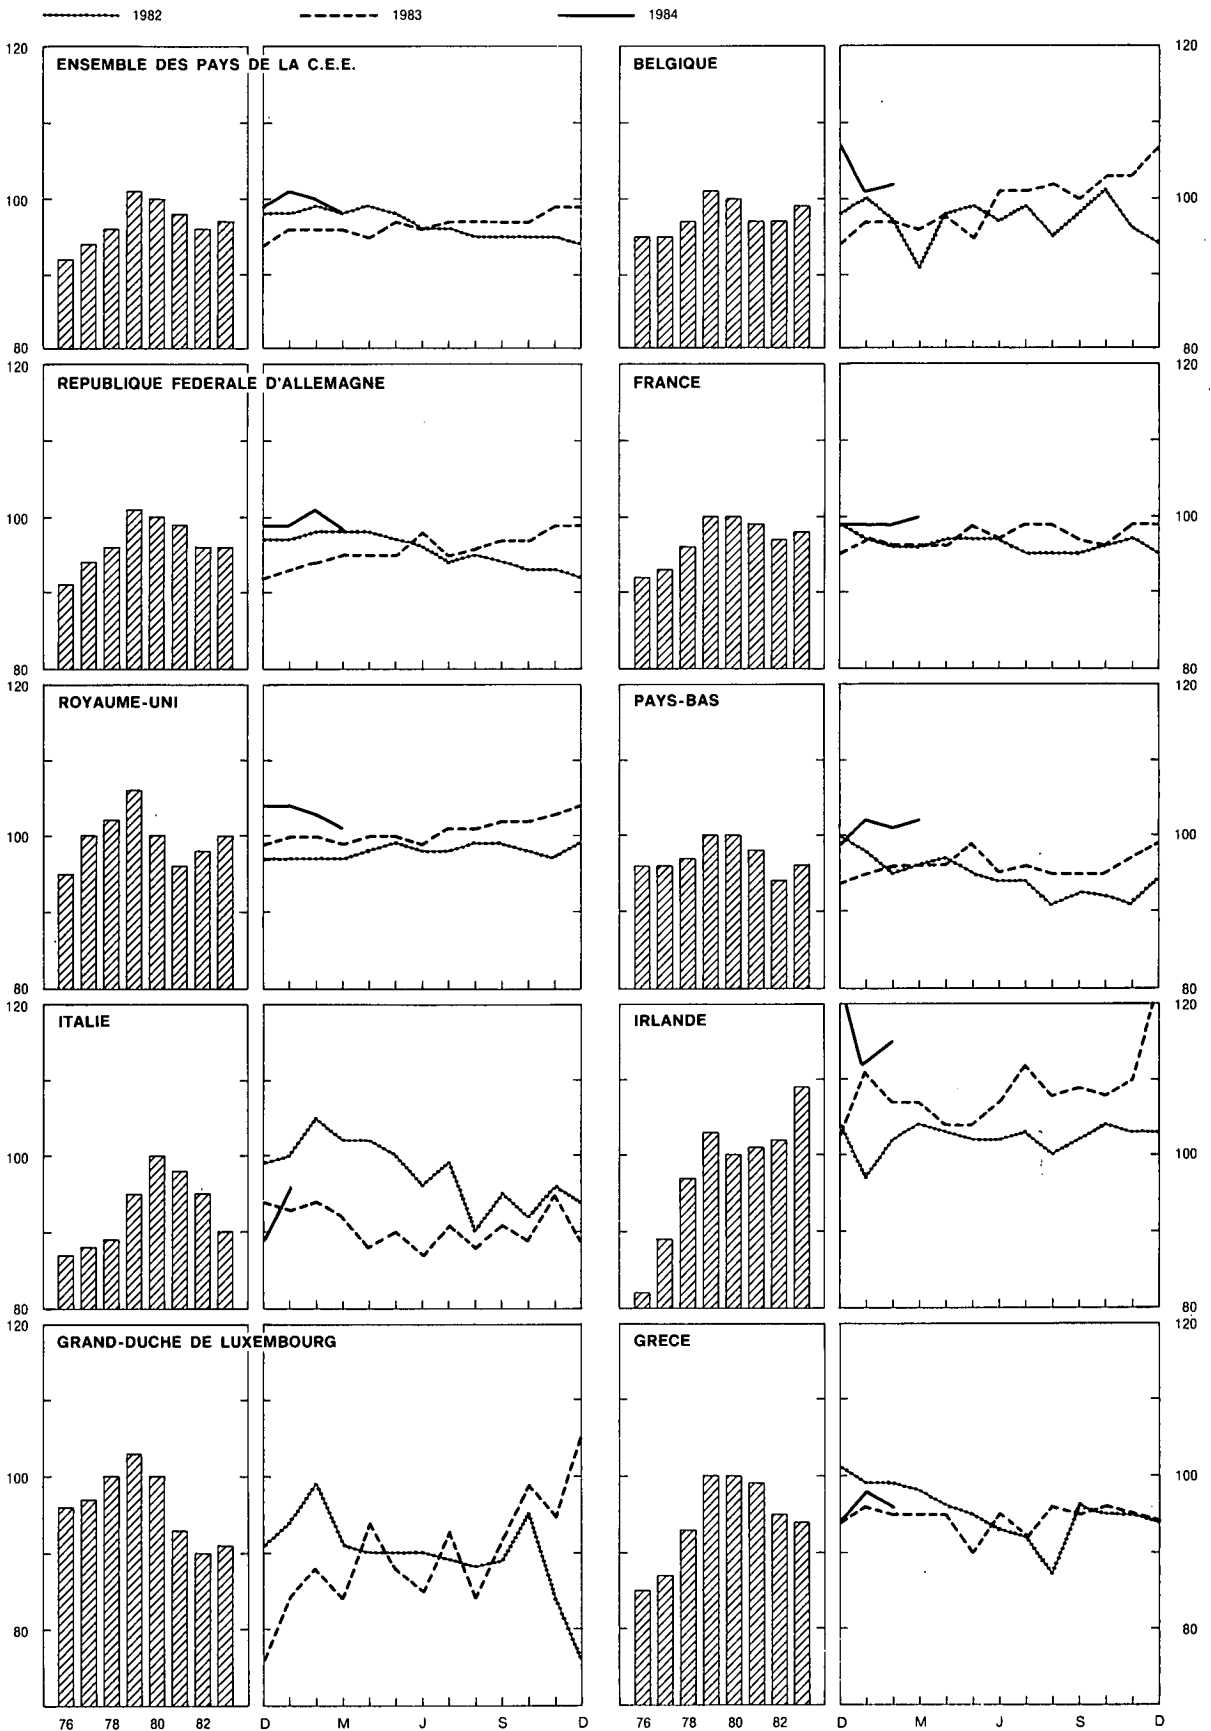 1982 1983 1984
120 120
ENSEMBLE DES PAYS DE LA C.E.E. BELGIQUE
100 100
80 80
120 120
REPUBLIQUE FEDERALE D'ALLEMAGNE FRANCE
100 100
80 80
120 120
ROYAUME-UNI PAYS-BAS
100 100
80 80
120 120
ITALIE IRLANDE
100 100
80 80
120 120
GRAND-DUCHE DE LUXEMBOURG GRECE
100 100
80 80
76 78 80 82 D M J S D 76 78 80 82 D M J S D